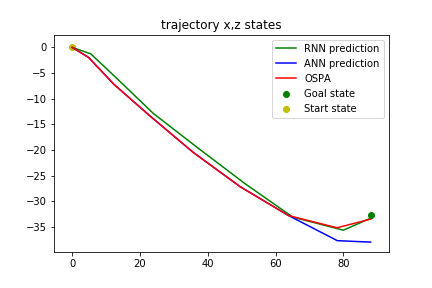 trajectory x,z states
RNN prediction
ANN prediction
OSPA
Goal state
Start state
0
−5
−10
−15
−20
−25
−30
−35
0 20 40 60 80